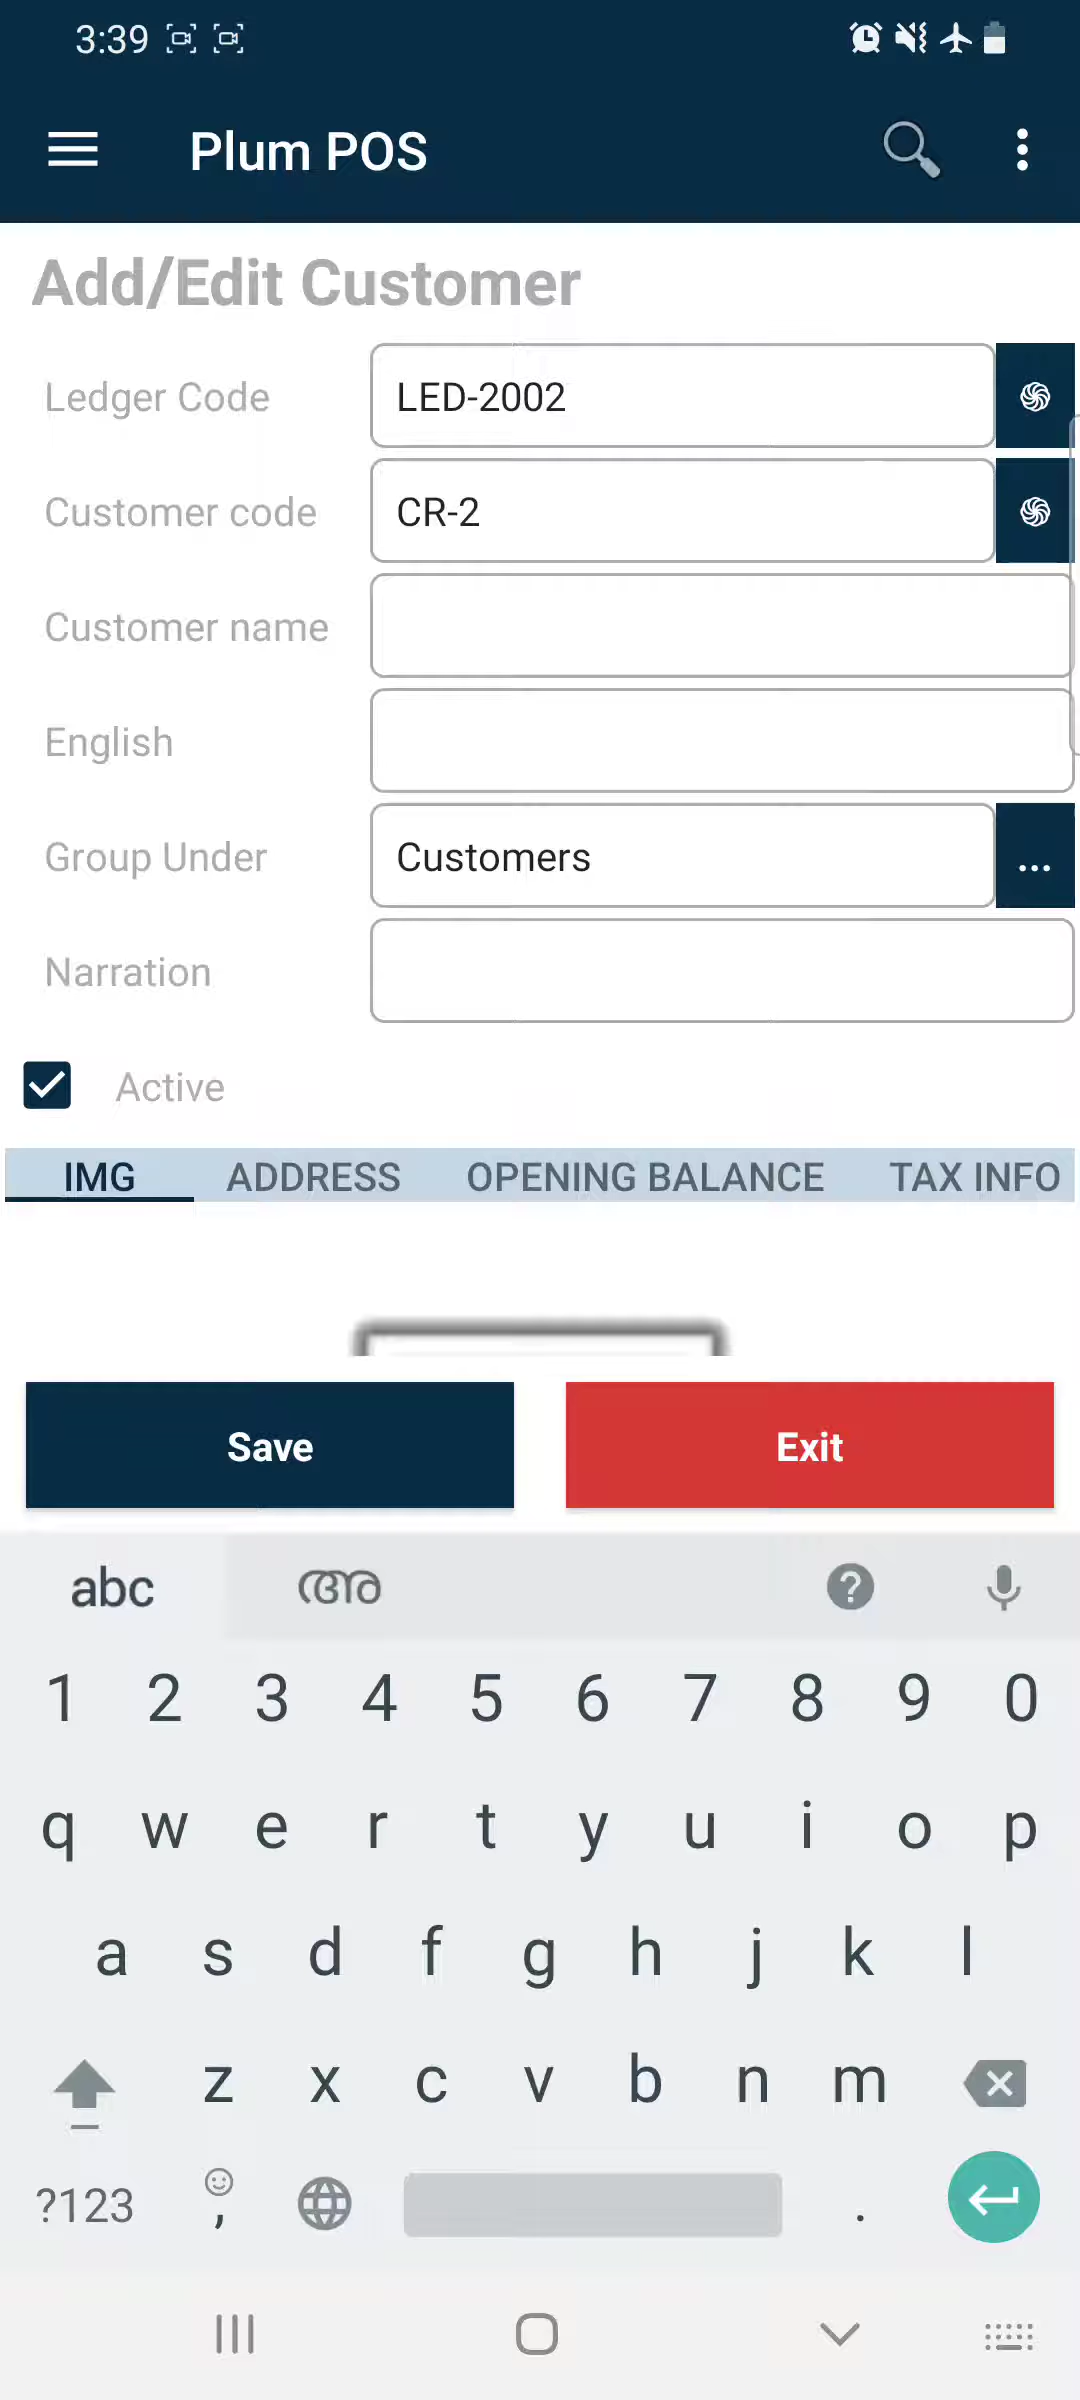 3:39
Plum POS
Add/Edit Customer
Ledger Code LED-2002
Customer code CR-2
Customer name
English
Group Under Customers ...
Narration
Active
IMG ADDRESS OPENING BALANCE TAX INFO
Save Exit
abc അ
1 2 3 4 5 6 7 8 9 0
q w e r t y u i o p
a s d f g h j k l
z x c v b n m
?123 , .